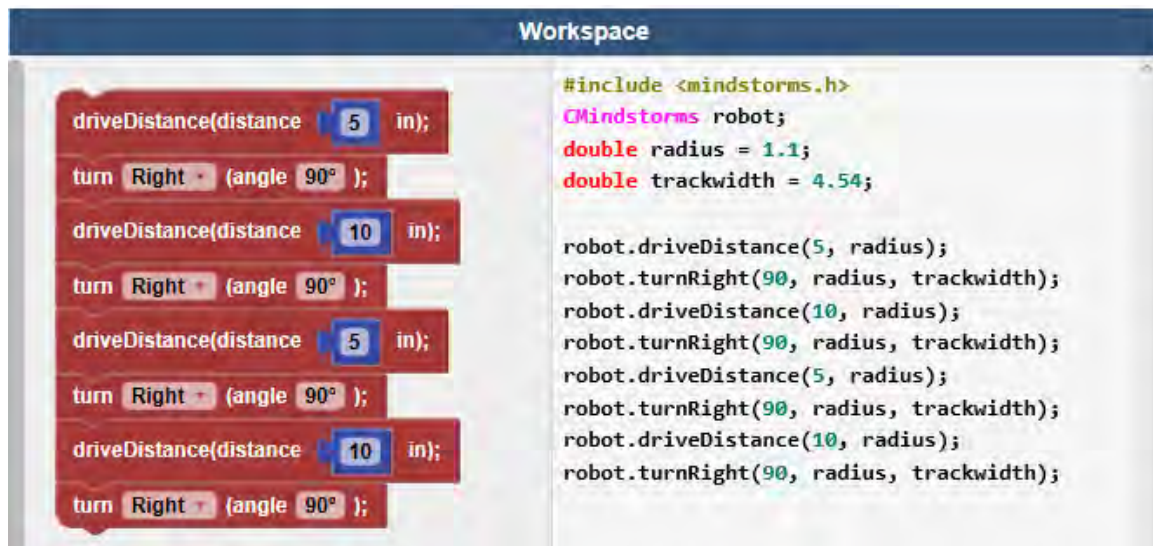 Workspace
driveDistance(distance 5 in);
turn Right (angle 90° );
driveDistance(distance 10 in);
turn Right (angle 90° );
driveDistance(distance 5 in);
turn Right (angle 90° );
driveDistance(distance 10 in);
turn Right (angle 90° );
#include <mindstorms.h>
CMindstorms robot;
double radius = 1.1;
double trackwidth = 4.54;
robot.driveDistance(5, radius);
robot.turnRight(90, radius, trackwidth);
robot.driveDistance(10, radius);
robot.turnRight(90, radius, trackwidth);
robot.driveDistance(5, radius);
robot.turnRight(90, radius, trackwidth);
robot.driveDistance(10, radius);
robot.turnRight(90, radius, trackwidth);